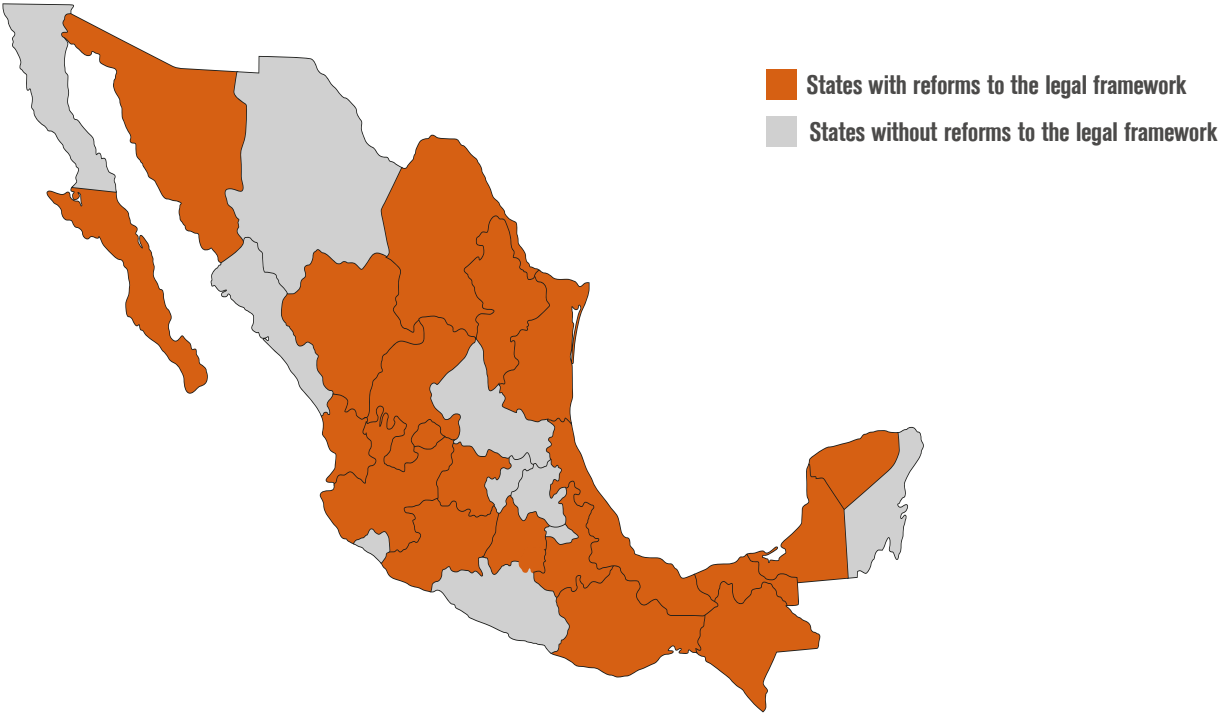 States with reforms to the legal framework
States without reforms to the legal framework